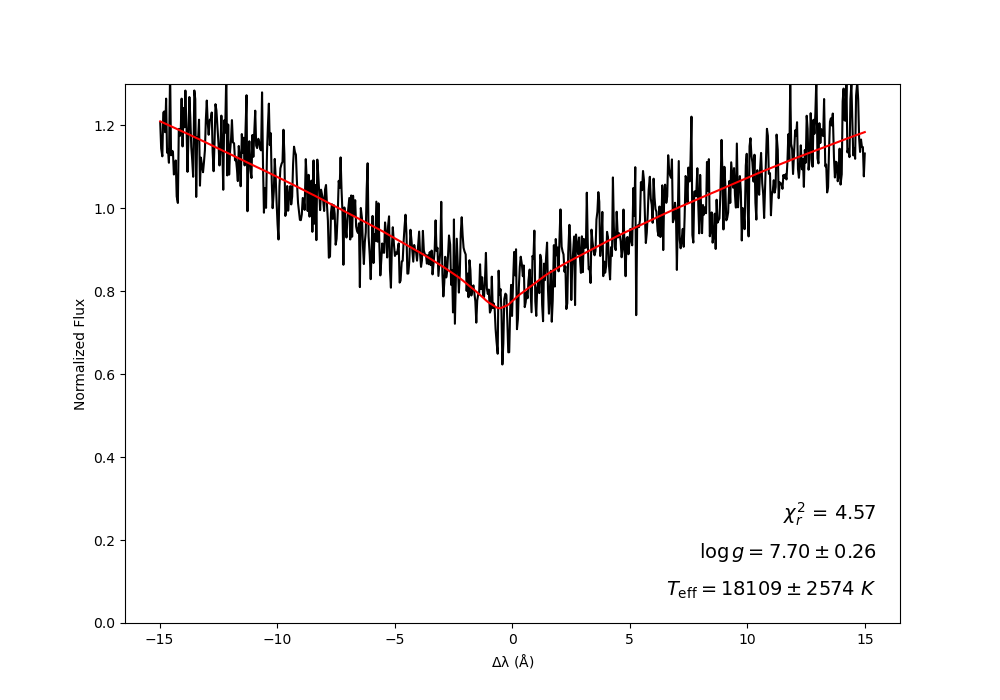 1.2
1.0
0.8
0.6
0.4
0.2
0.0
Normalized Flux
χ²ᵣ = 4.57
log g = 7.70 ± 0.26
T_eff = 18109 ± 2574 K
−15 −10 −5 0 5 10 15
Δλ (Å)